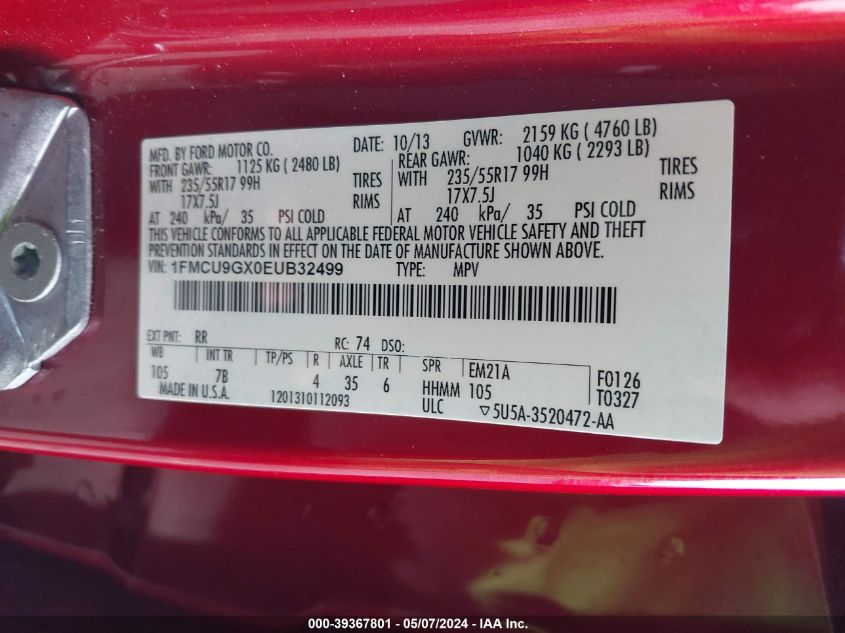 MFD. BY FORD MOTOR CO.
DATE: 10/13 GVWR: 2159 KG ( 4760 LB)
FRONT GAWR: 1125 KG ( 2480 LB) REAR GAWR: 1040 KG ( 2293 LB)
WITH 235/55R17 99H TIRES WITH 235/55R17 99H TIRES
17X7.5J RIMS 17X7.5J RIMS
AT 240 kPa/ 35 PSI COLD AT 240 kPa/ 35 PSI COLD
THIS VEHICLE CONFORMS TO ALL APPLICABLE FEDERAL MOTOR VEHICLE SAFETY AND THEFT
PREVENTION STANDARDS IN EFFECT ON THE DATE OF MANUFACTURE SHOWN ABOVE.
VIN: 1FMCU9GX0EUB32499 TYPE: MPV
EXT PNT: RR RC: 74 DSO:
WB INT TR TP/PS R AXLE TR SPR EM21A F0126
105 7B 4 35 6 HHMM 105 T0327
MADE IN U.S.A. 1201310112093 ULC ▽5U5A-3520472-AA
000-39367801 - 05/07/2024 - IAA Inc.